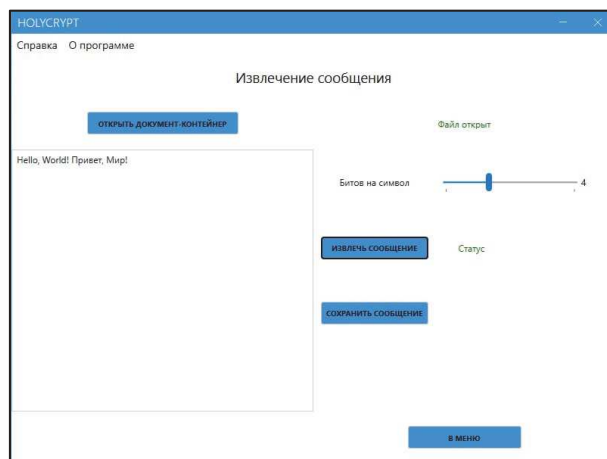 HOLYCRYPT
Справка О программе
Извлечение сообщения
ОТКРЫТЬ ДОКУМЕНТ-КОНТЕЙНЕР
Файл открыт
Hello, World! Привет, Мир!
Битов на символ
4
ИЗВЛЕЧЬ СООБЩЕНИЕ
Статус
СОХРАНИТЬ СООБЩЕНИЕ
В МЕНЮ